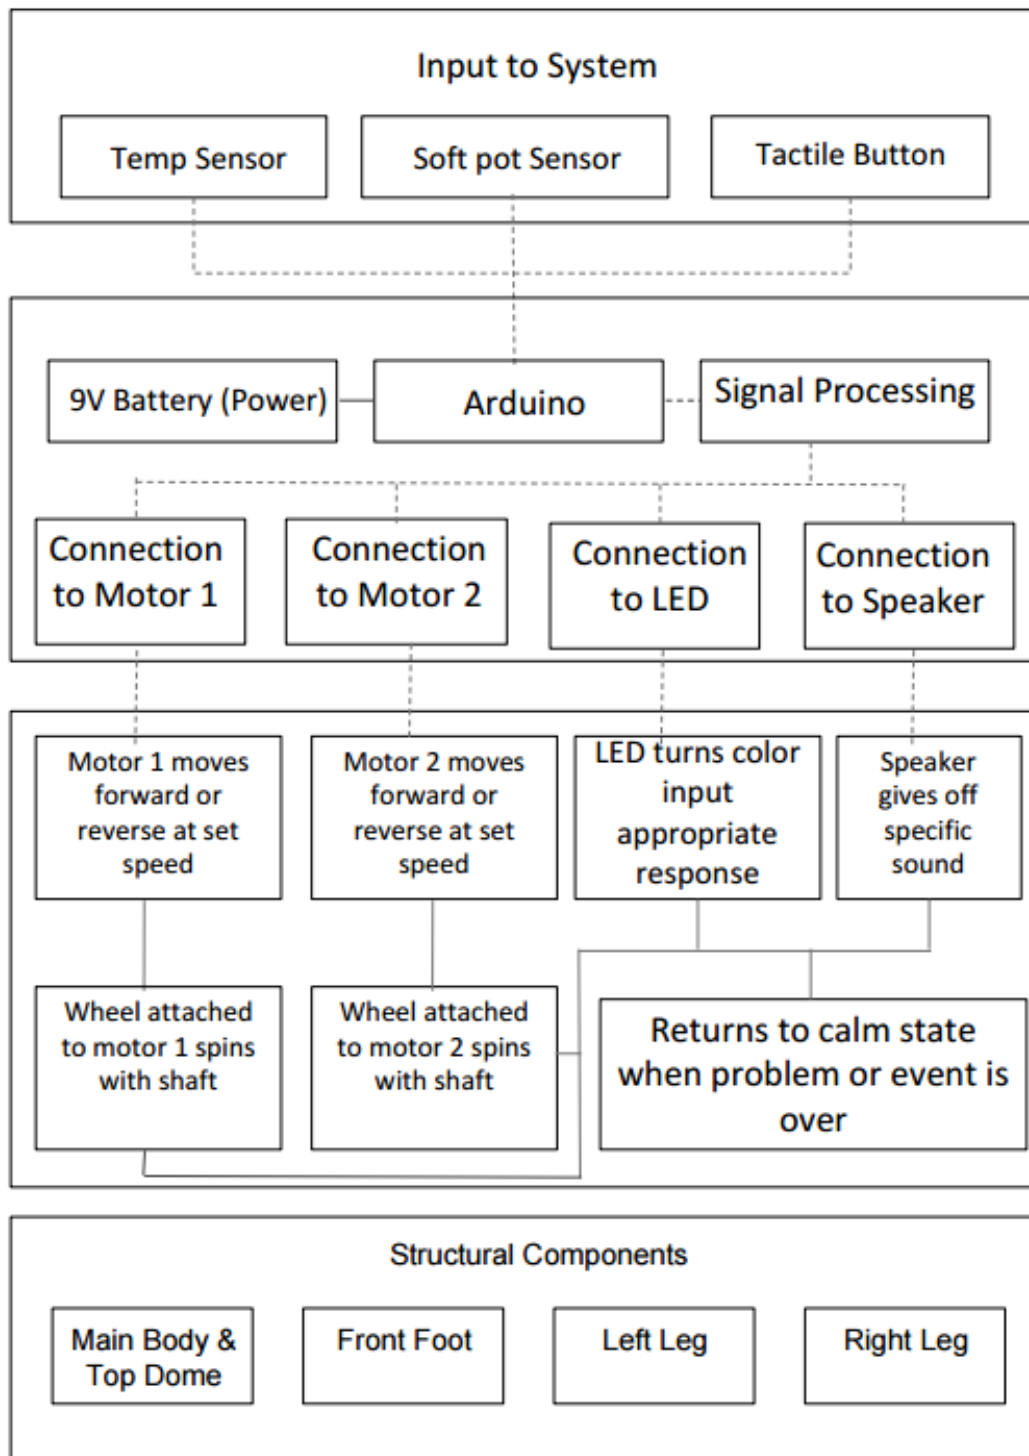 Input to System
Temp Sensor
Soft pot Sensor
Tactile Button
9V Battery (Power)
Arduino
Signal Processing
Connection
to Motor 1
Connection
to Motor 2
Connection
to LED
Connection
to Speaker
Motor 1 moves
forward or
reverse at set
speed
Motor 2 moves
forward or
reverse at set
speed
LED turns color
input
appropriate
response
Speaker
gives off
specific
sound
Wheel attached
to motor 1 spins
with shaft
Wheel attached
to motor 2 spins
with shaft
Returns to calm state
when problem or event is
over
Structural Components
Main Body &
Top Dome
Front Foot
Left Leg
Right Leg